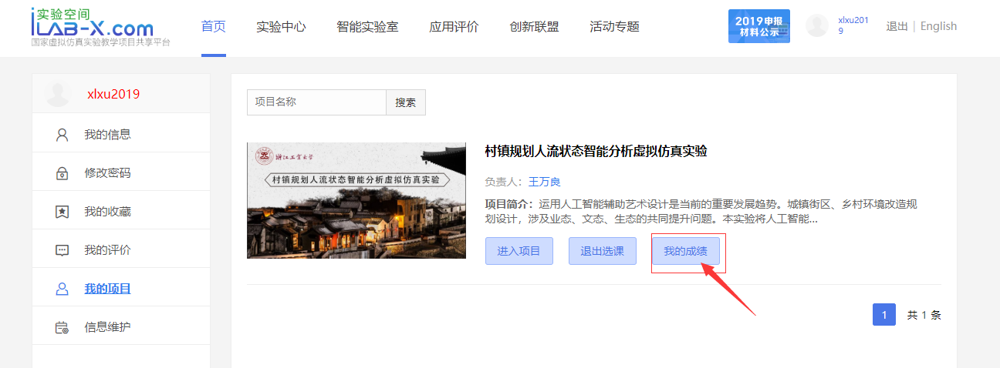 实验空间
iLAB-X.com
国家虚拟仿真实验教学项目共享平台
首页
实验中心
智能实验室
应用评价
创新联盟
活动专题
2019申报
材料公示
xlxu201
9
退出 | English
xlxu2019
我的信息
修改密码
我的收藏
我的评价
我的项目
信息维护
项目名称
搜索
浙江工业大学
村镇规划人流状态智能分析虚拟仿真实验
村镇规划人流状态智能分析虚拟仿真实验
负责人：王万良
项目简介：运用人工智能辅助艺术设计是当前的重要发展趋势。城镇街区、乡村环境改造规
划设计，涉及业态、文态、生态的共同提升问题。本实验将人工智能...
进入项目
退出选课
我的成绩
1
共 1 条